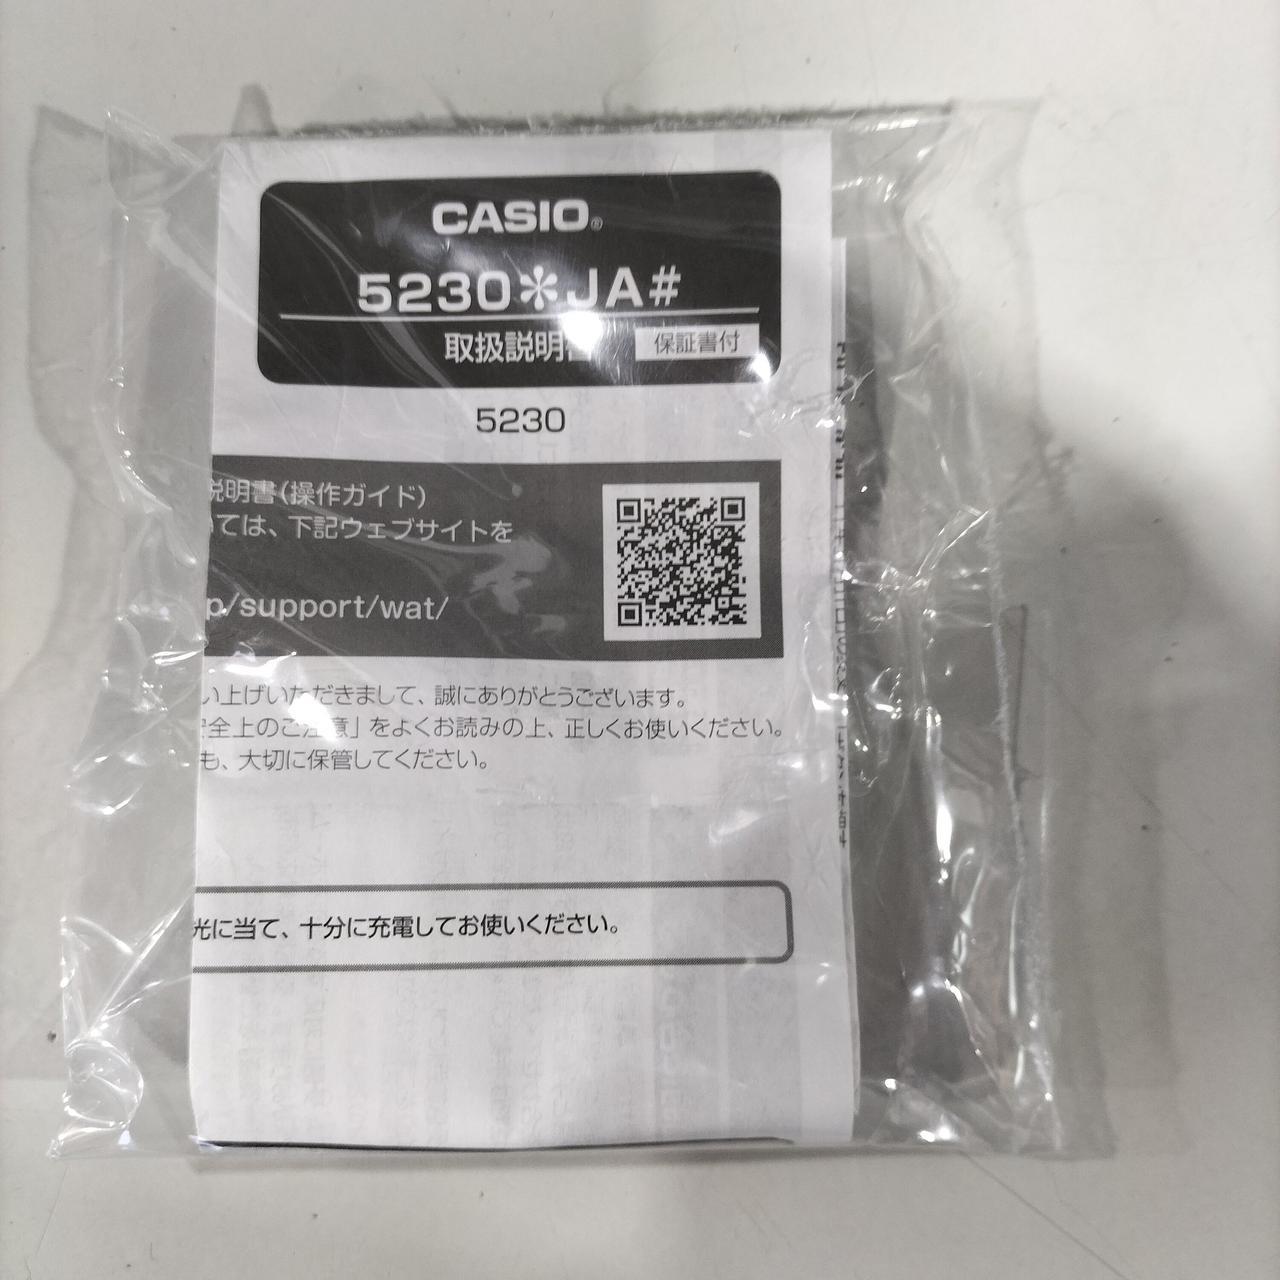 CASIO®
5230✻JA#
取扱説明書 保証書付
5230
説明書(操作ガイド)
いては、下記ウェブサイトを
p/support/wat/
い上げいただきまして、誠にありがとうございます。
安全上のご注意」をよくお読みの上、正しくお使いください。
も、大切に保管してください。
光に当て、十分に充電してお使いください。